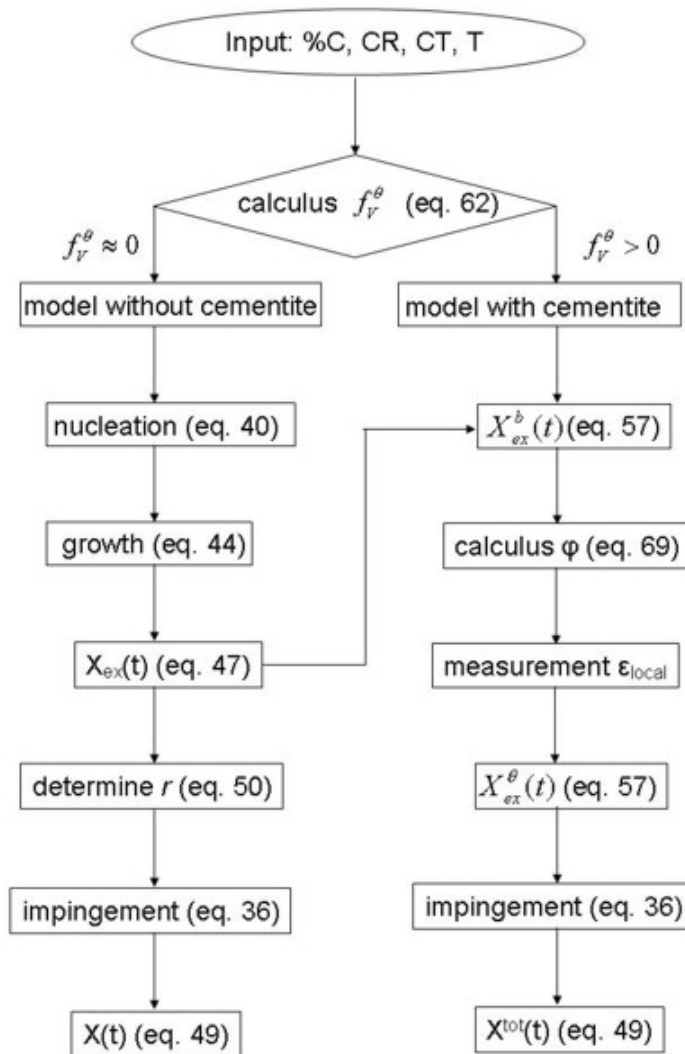 Input: %C, CR, CT, T
calculus f_V^θ (eq. 62)
f_V^θ ≈ 0
f_V^θ > 0
model without cementite
model with cementite
nucleation (eq. 40)
X_ex^b(t)(eq. 57)
growth (eq. 44)
calculus φ (eq. 69)
X_ex(t) (eq. 47)
measurement ε_local
determine r (eq. 50)
X_ex^θ(t) (eq. 57)
impingement (eq. 36)
impingement (eq. 36)
X(t) (eq. 49)
X^tot(t) (eq. 49)